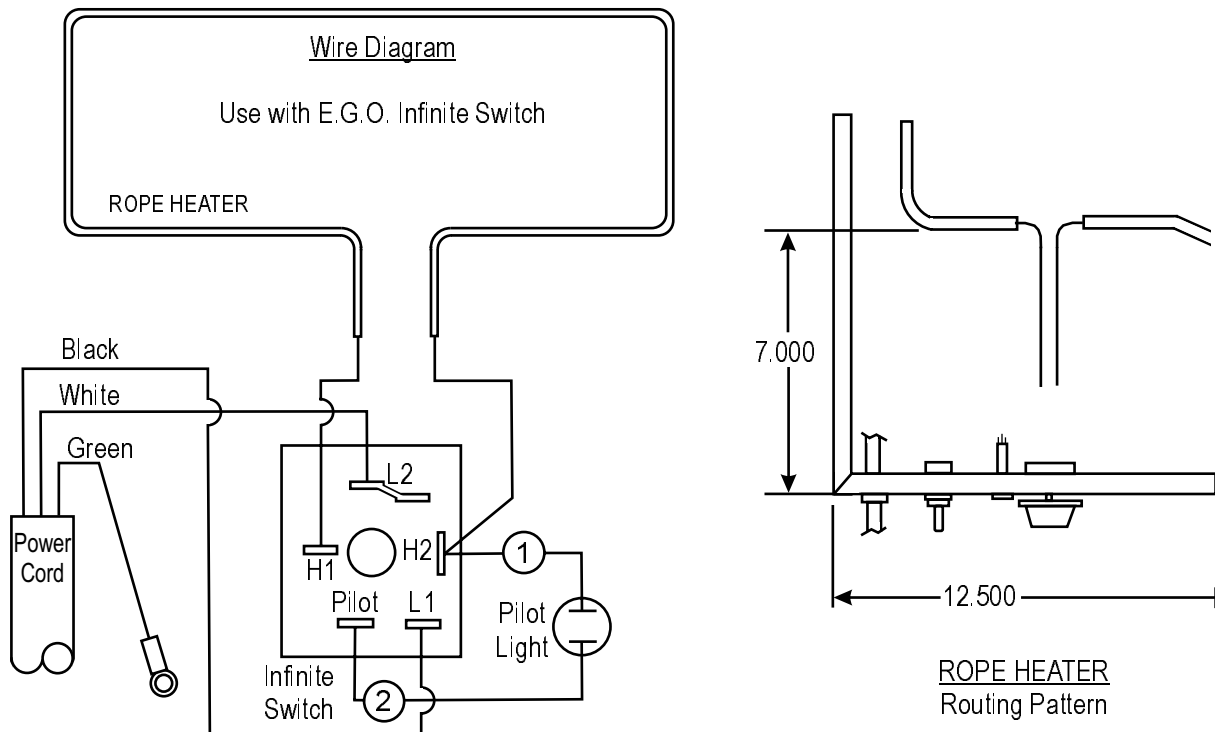 Wire Diagram
Use with E.G.O. Infinite Switch
ROPE HEATER
Black
White
Green
Power
Cord
L2
H1
H2
Pilot
L1
1
2
Pilot
Light
Infinite
Switch
7.000
12.500
ROPE HEATER
Routing Pattern